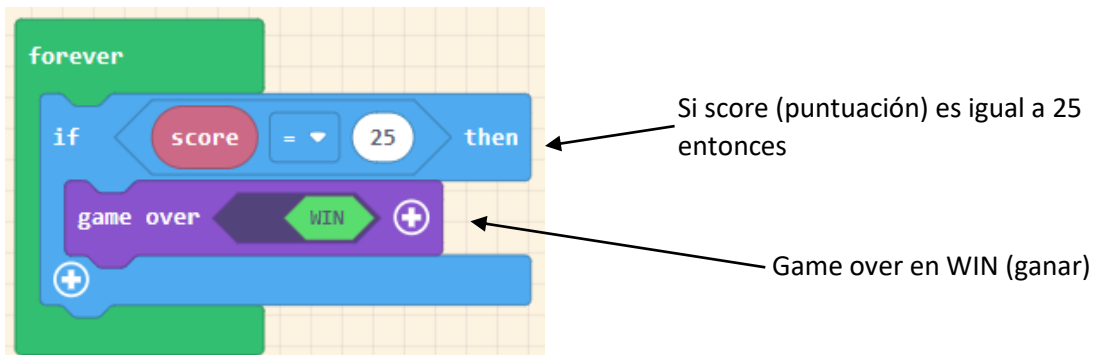 forever
if score = 25 then
game over WIN
Si score (puntuación) es igual a 25
entonces
Game over en WIN (ganar)